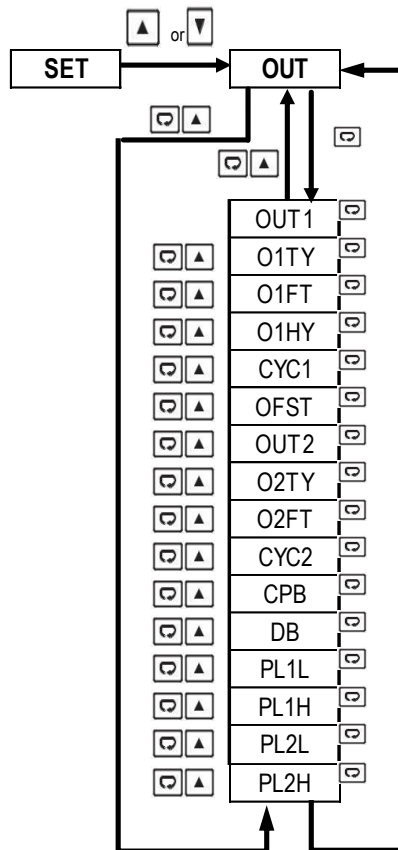 or
SET
OUT
OUT1
O1TY
O1FT
O1HY
CYC1
OFST
OUT2
O2TY
O2FT
CYC2
CPB
DB
PL1L
PL1H
PL2L
PL2H